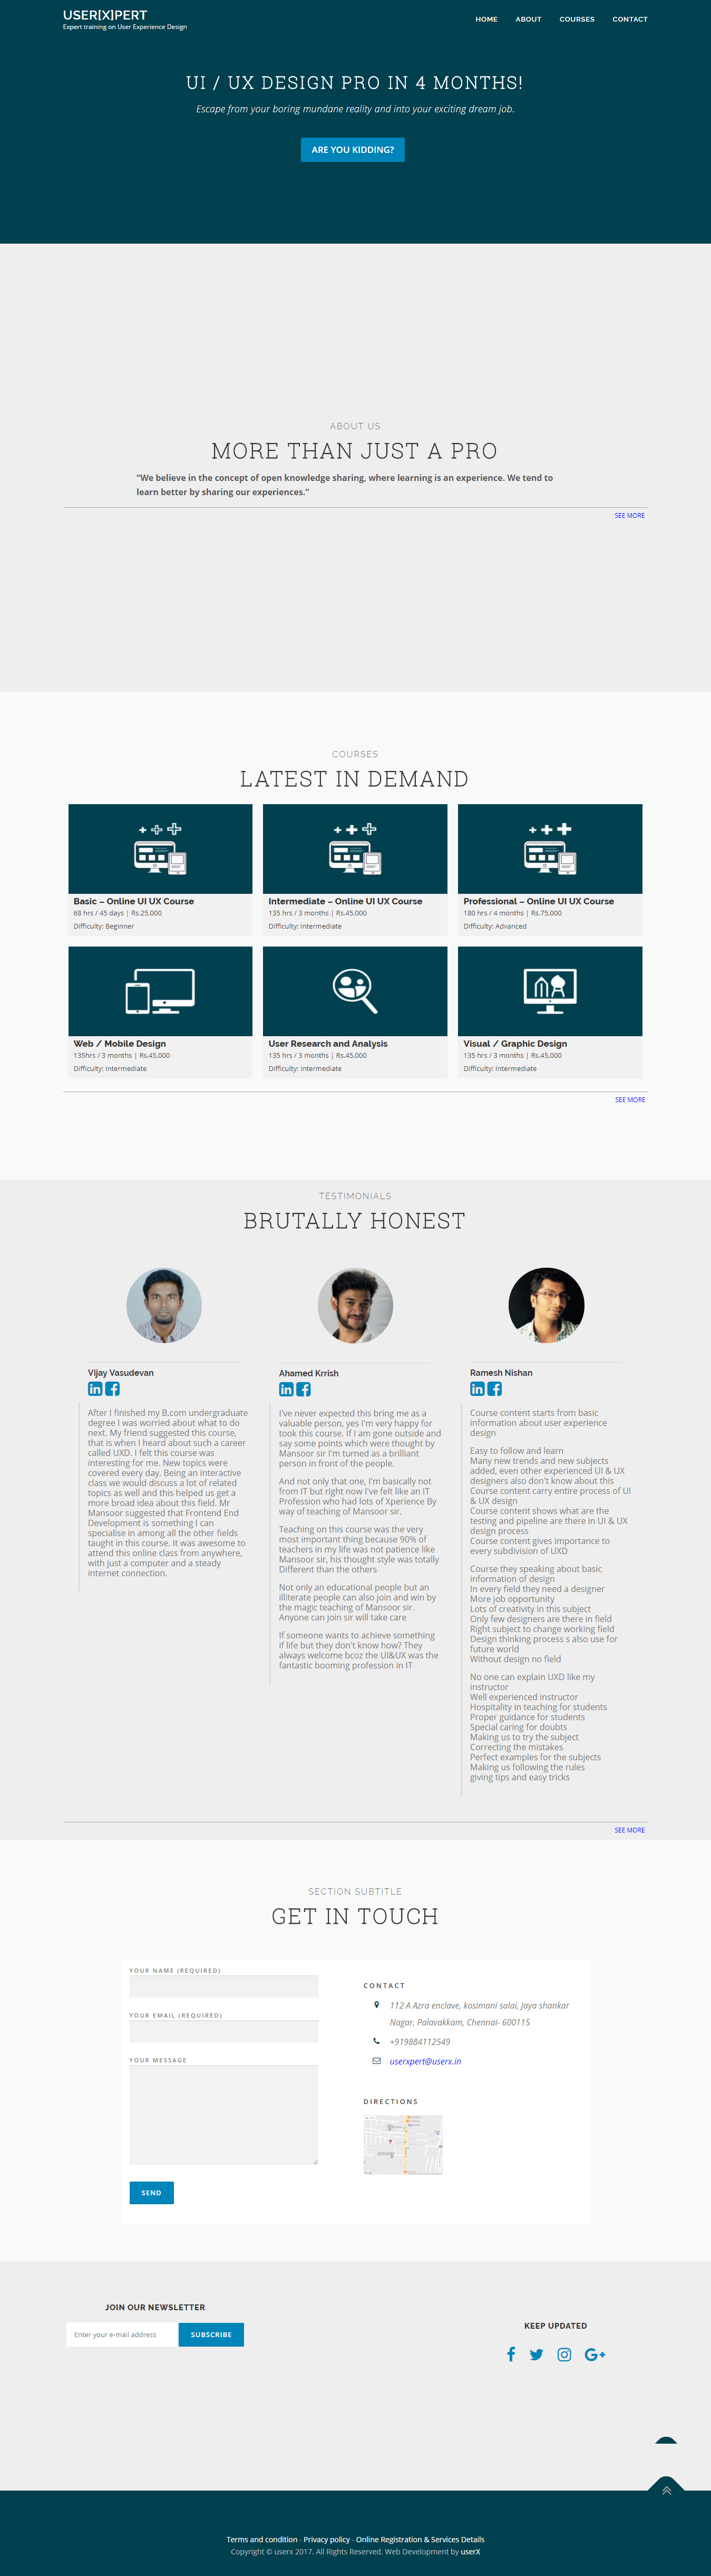 USER[X]PERT
Expert training on User Experience Design
HOME
ABOUT
COURSES
CONTACT
UI / UX DESIGN PRO IN 4 MONTHS!
Escape from your boring mundane reality and into your exciting dream job.
ARE YOU KIDDING?
ABOUT US
MORE THAN JUST A PRO
“We believe in the concept of open knowledge sharing, where learning is an experience. We tend to
learn better by sharing our experiences.”
SEE MORE
COURSES
LATEST IN DEMAND
Basic – Online UI UX Course
68 hrs / 45 days | Rs.25,000
Difficulty: Beginner
Intermediate – Online UI UX Course
135 hrs / 3 months | Rs.45,000
Difficulty: Intermediate
Professional – Online UI UX Course
180 hrs / 4 months | Rs.75,000
Difficulty: Advanced
Web / Mobile Design
135hrs / 3 months | Rs.45,000
Difficulty: Intermediate
User Research and Analysis
135 hrs / 3 months | Rs.45,000
Difficulty: Intermediate
Visual / Graphic Design
135 hrs / 3 months | Rs.45,000
Difficulty: Intermediate
SEE MORE
TESTIMONIALS
BRUTALLY HONEST
Vijay Vasudevan
After I finished my B.com undergraduate
degree I was worried about what to do
next. My friend suggested this course,
that is when I heard about such a career
called UXD. I felt this course was
interesting for me. New topics were
covered every day. Being an interactive
class we would discuss a lot of related
topics as well and this helped us get a
more broad idea about this field. Mr
Mansoor suggested that Frontend End
Development is something I can
specialise in among all the other fields
taught in this course. It was awesome to
attend this online class from anywhere,
with just a computer and a steady
internet connection.
Ahamed Krrish
I've never expected this bring me as a
valuable person, yes I'm very happy for
took this course. If I am gone outside and
say some points which were thought by
Mansoor sir I'm turned as a brilliant
person in front of the people.
And not only that one, I'm basically not
from IT but right now I've felt like an IT
Profession who had lots of Xperience By
way of teaching of Mansoor sir.
Teaching on this course was the very
most important thing because 90% of
teachers in my life was not patience like
Mansoor sir, his thought style was totally
Different than the others
Not only an educational people but an
illiterate people can also join and win by
the magic teaching of Mansoor sir.
Anyone can join sir will take care
If someone wants to achieve something
if life but they don't know how? They
always welcome bcoz the UI&UX was the
fantastic booming profession in IT
Ramesh Nishan
Course content starts from basic
information about user experience
design
Easy to follow and learn
Many new trends and new subjects
added, even other experienced UI & UX
designers also don't know about this
Course content carry entire process of UI
& UX design
Course content shows what are the
testing and pipeline are there in UI & UX
design process
Course content gives importance to
every subdivision of UXD
Course they speaking about basic
information of design
In every field they need a designer
More job opportunity
Lots of creativity in this subject
Only few designers are there in field
Right subject to change working field
Design thinking process s also use for
future world
Without design no field
No one can explain UXD like my
instructor
Well experienced instructor
Hospitality in teaching for students
Proper guidance for students
Special caring for doubts
Making us to try the subject
Correcting the mistakes
Perfect examples for the subjects
Making us following the rules
giving tips and easy tricks
SEE MORE
SECTION SUBTITLE
GET IN TOUCH
YOUR NAME (REQUIRED)
YOUR EMAIL (REQUIRED)
YOUR MESSAGE
SEND
CONTACT
112 A Azra enclave, kosimani salai, Jaya shankar
Nagar, Palavakkam, Chennai- 600115
+919884112549
userxpert@userx.in
DIRECTIONS
JOIN OUR NEWSLETTER
Enter your e-mail address
SUBSCRIBE
KEEP UPDATED
Terms and condition - Privacy policy - Online Registration & Services Details
Copyright © userx 2017. All Rights Reserved. Web Development by userX